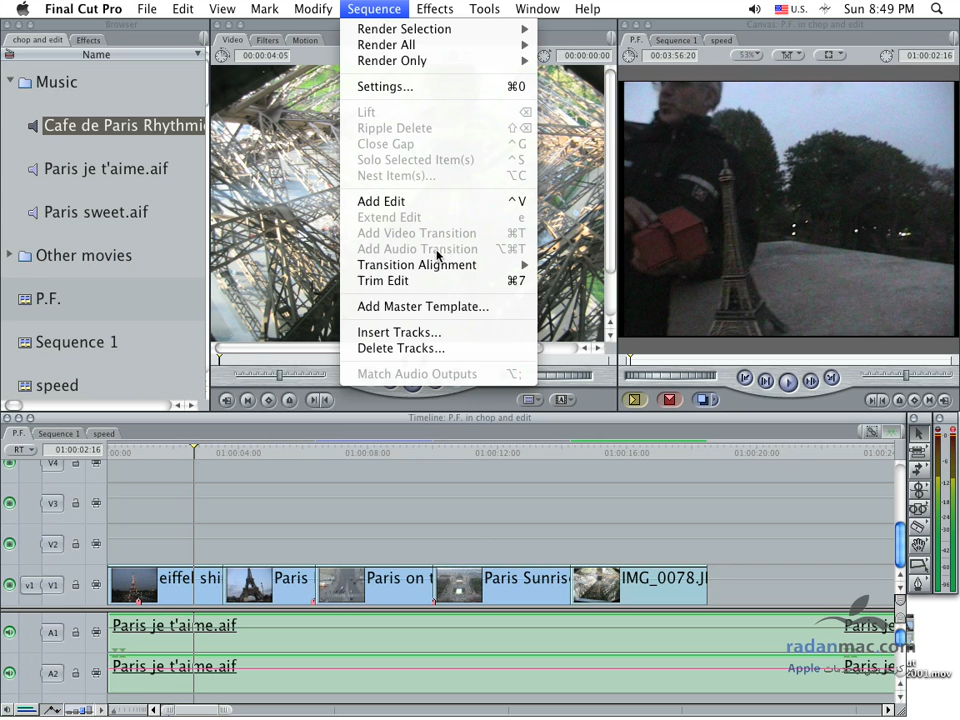 Final Cut Pro File Edit View Mark Modify Sequence Effects Tools Window Help U.S. Sun 8:49 PM
Browser
Canvas: P.F. in chop and edit
chop and edit Effects
Video Filters Motion
P.F. Sequence 1 speed
Name
00:00:04:05
00:00:00:00
00:03:56:20 53% 01:00:02:16
Music
Cafe de Paris Rhythmi
Paris je t'aime.aif
Paris sweet.aif
Other movies
P.F.
Sequence 1
speed
Render Selection
Render All
Render Only
Settings... ⌘0
Lift ⌫
Ripple Delete ⇧⌫
Close Gap ^G
Solo Selected Item(s) ^S
Nest Item(s)... ⌥C
Add Edit ^V
Extend Edit e
Add Video Transition ⌘T
Add Audio Transition ⌥⌘T
Transition Alignment
Trim Edit ⌘7
Add Master Template...
Insert Tracks...
Delete Tracks...
Match Audio Outputs ⌥;
Timeline: P.F. in chop and edit
P.F. Sequence 1 speed
RT 01:00:02:16 00:00 01:00:04:00 01:00:08:00 01:00:12:00 01:00:16:00 01:00:20:00 01:00:2
V4
V3
V2
v1 V1 eiffel shi Paris Paris on t Paris Sunris IMG_0078.J
A1 Paris je t'aime.aif Paris je
A2 Paris je t'aime.aif Paris je
radanmac.com
Apple
2001.mov